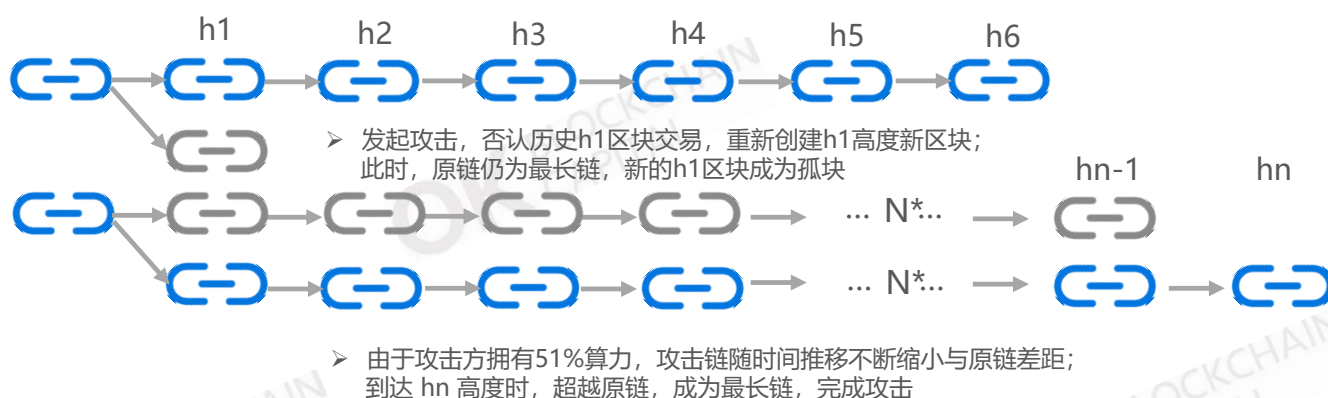 h1 h2 h3 h4 h5 h6
➢ 发起攻击，否认历史h1区块交易，重新创建h1高度新区块；
此时，原链仍为最长链，新的h1区块成为孤块
hn-1 hn
... N*...
... N*...
➢ 由于攻击方拥有51%算力，攻击链随时间推移不断缩小与原链差距；
到达 hn 高度时，超越原链，成为最长链，完成攻击
OK BLOCKCHAIN
CAPITAL
AIN
LOCKCHAIN